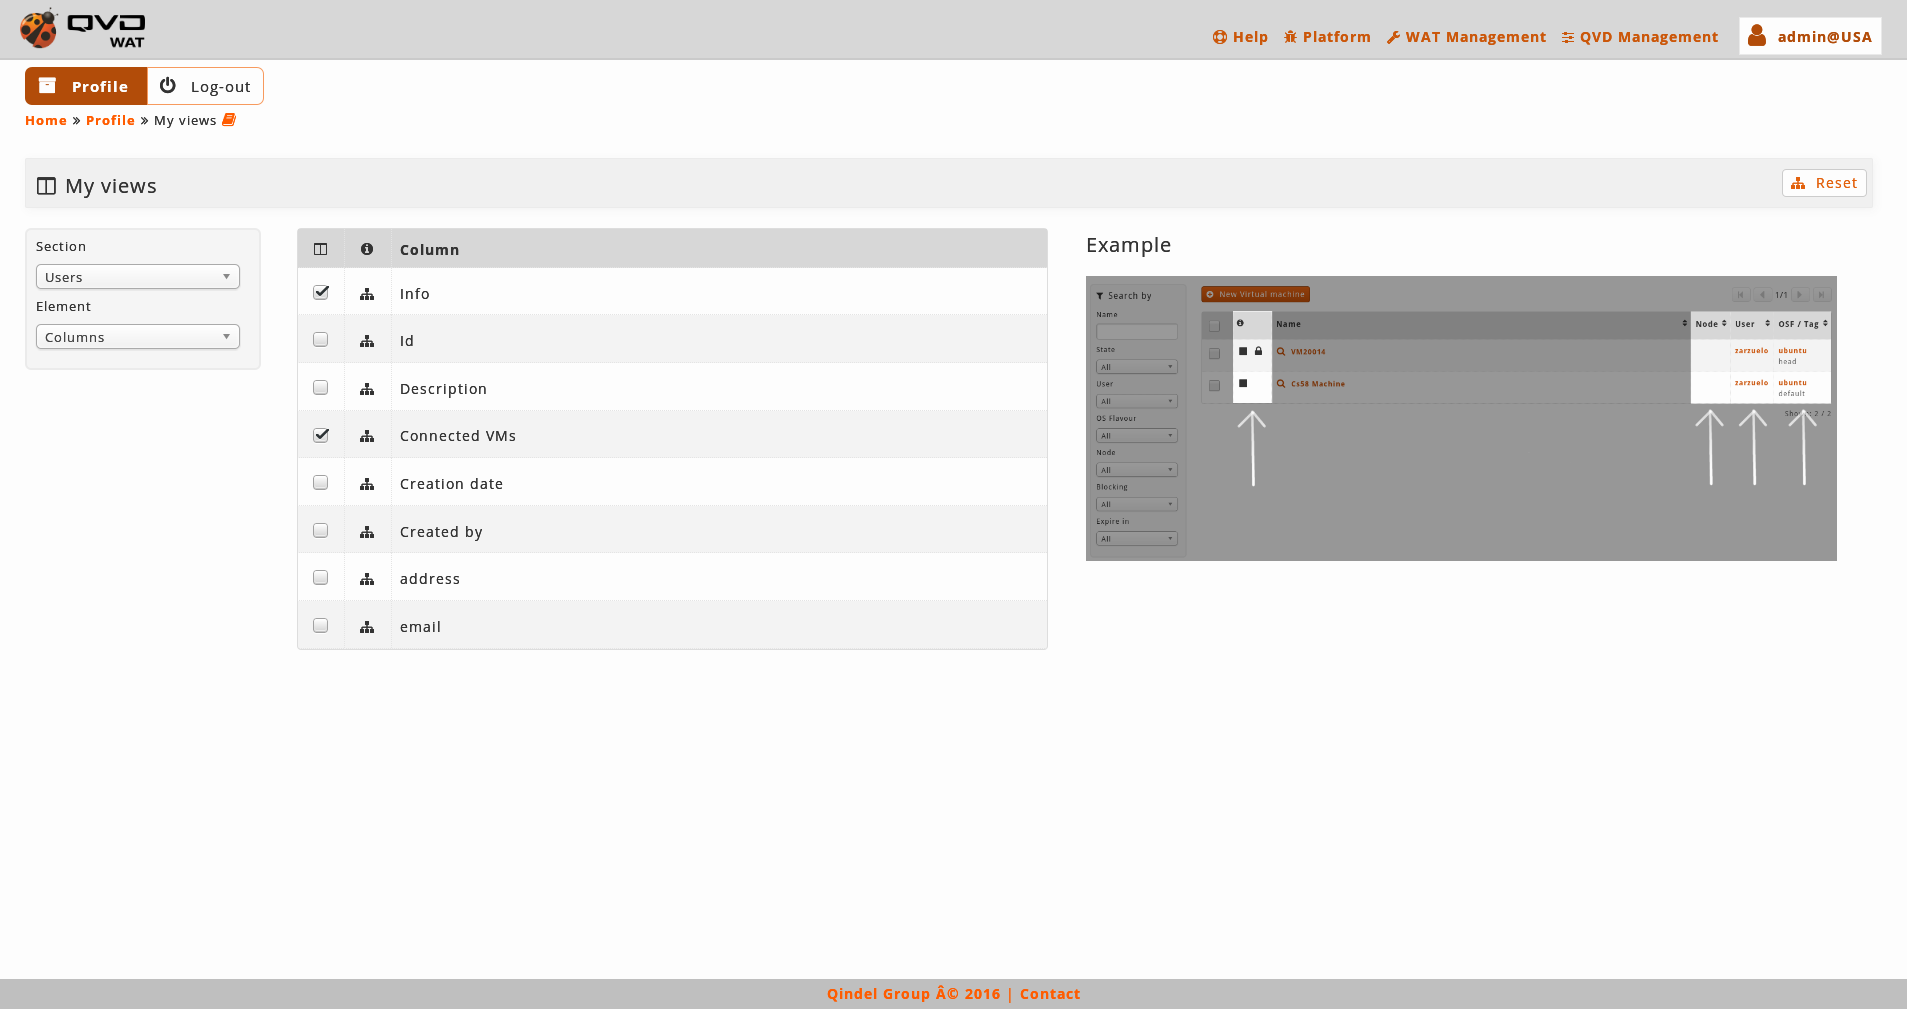 QVD
WAT
Help
Platform
WAT Management
QVD Management
admin@USA
Profile
Log-out
Home » Profile » My views
My views
Reset
Section
Users
Element
Columns
Column
Info
Id
Description
Connected VMs
Creation date
Created by
address
email
Example
Search by
Name
State
All
User
All
OS Flavour
All
Node
All
Blocking
All
Expire in
All
New Virtual machine
1/1
Name
Node
User
OSF / Tag
VM20014
zarzuelo
ubuntu
head
CsS8 Machine
zarzuelo
ubuntu
default
2 / 2
Qindel Group Â© 2016 | Contact